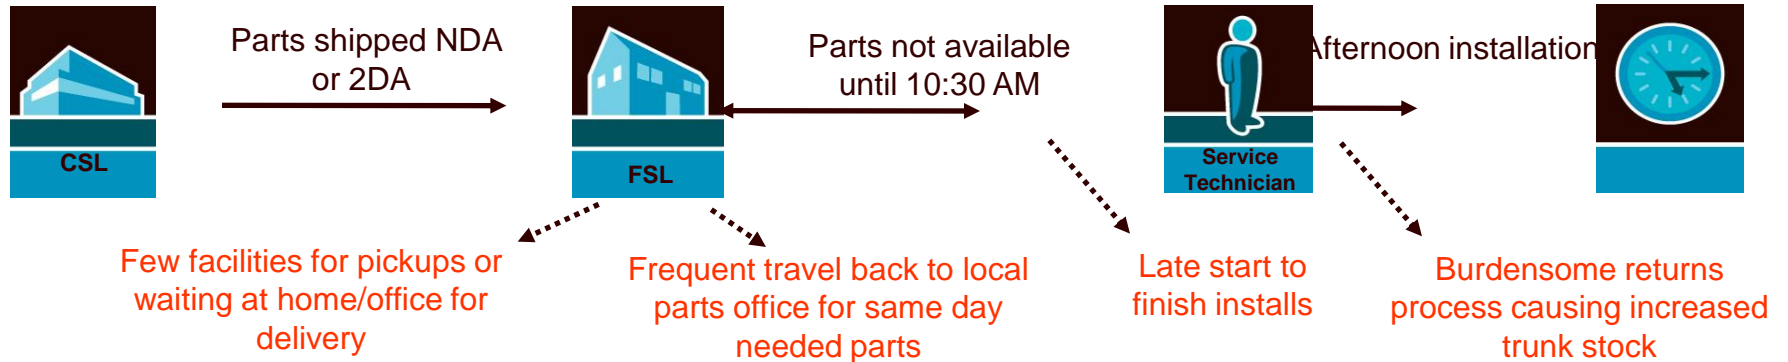 Parts shipped NDA
or 2DA
Parts not available
until 10:30 AM
Afternoon installation
CSL
FSL
Service
Technician
Few facilities for pickups or
waiting at home/office for
delivery
Frequent travel back to local
parts office for same day
needed parts
Late start to
finish installs
Burdensome returns
process causing increased
trunk stock